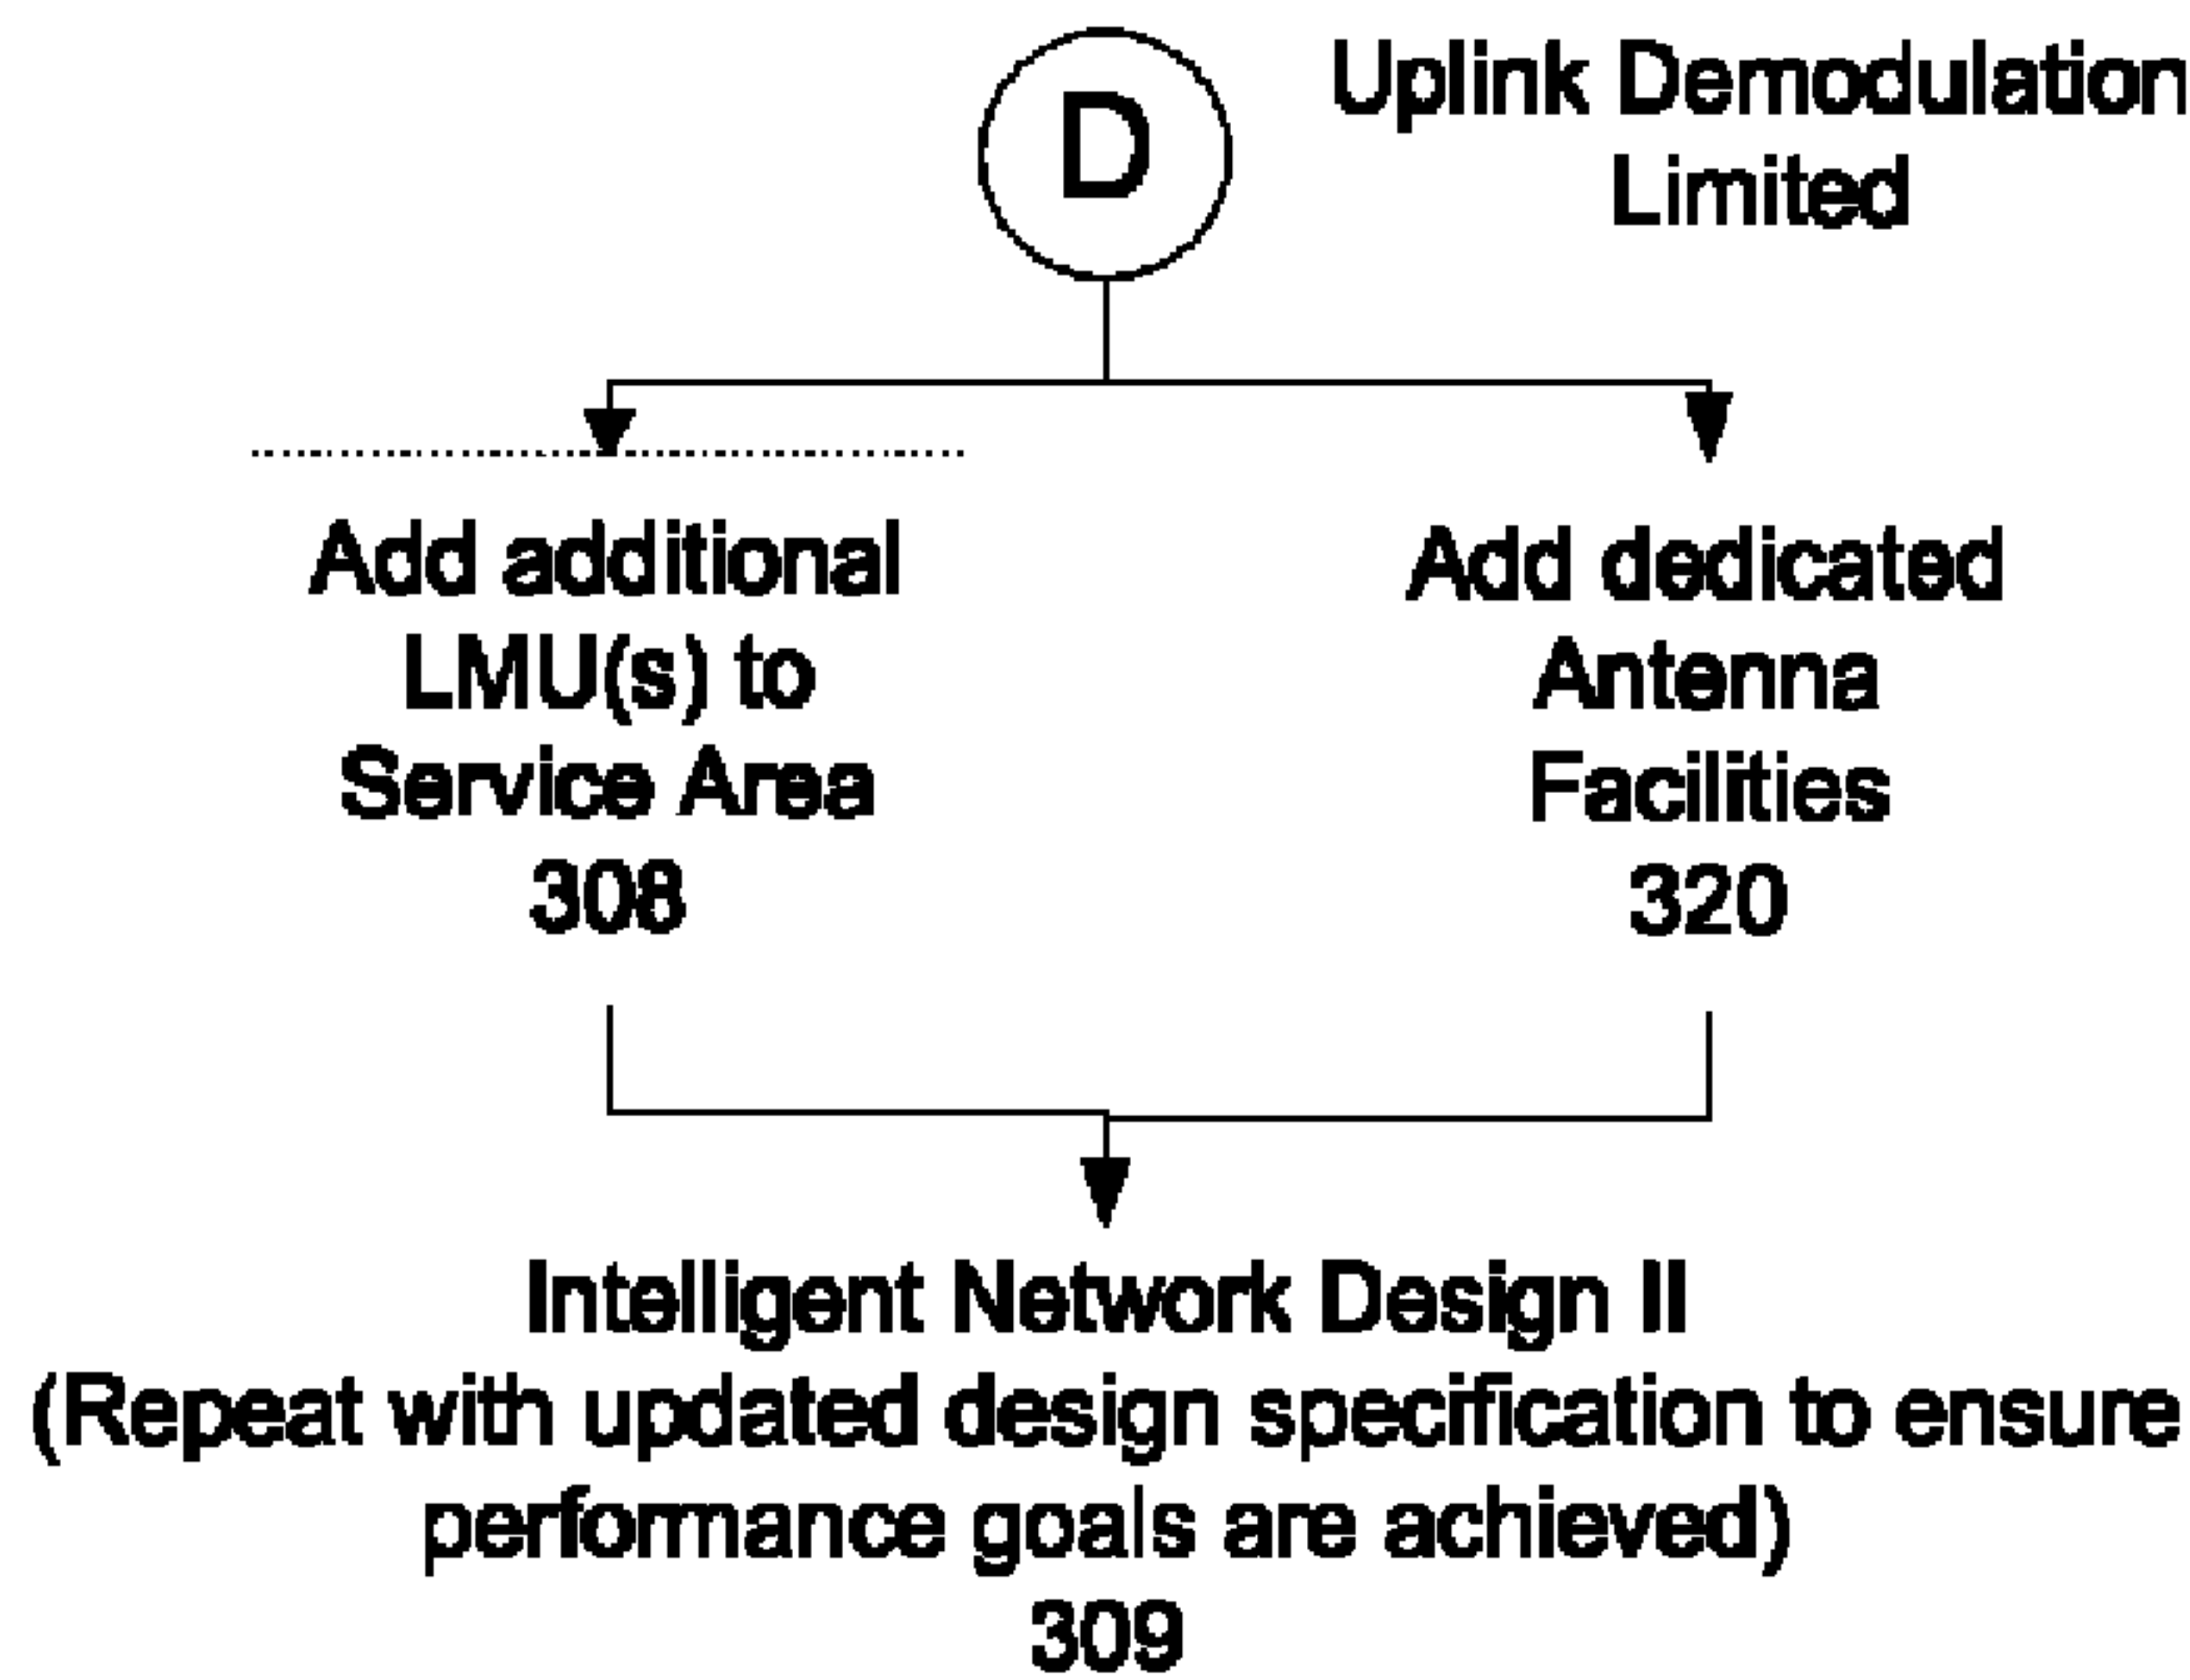 D
Uplink Demodulation
Limited
Add additional
LMU(s) to
Service Area
308
Add dedicated
Antenna
Facilities
320
Intelligent Network Design II
(Repeat with updated design specification to ensure
performance goals are achieved)
309